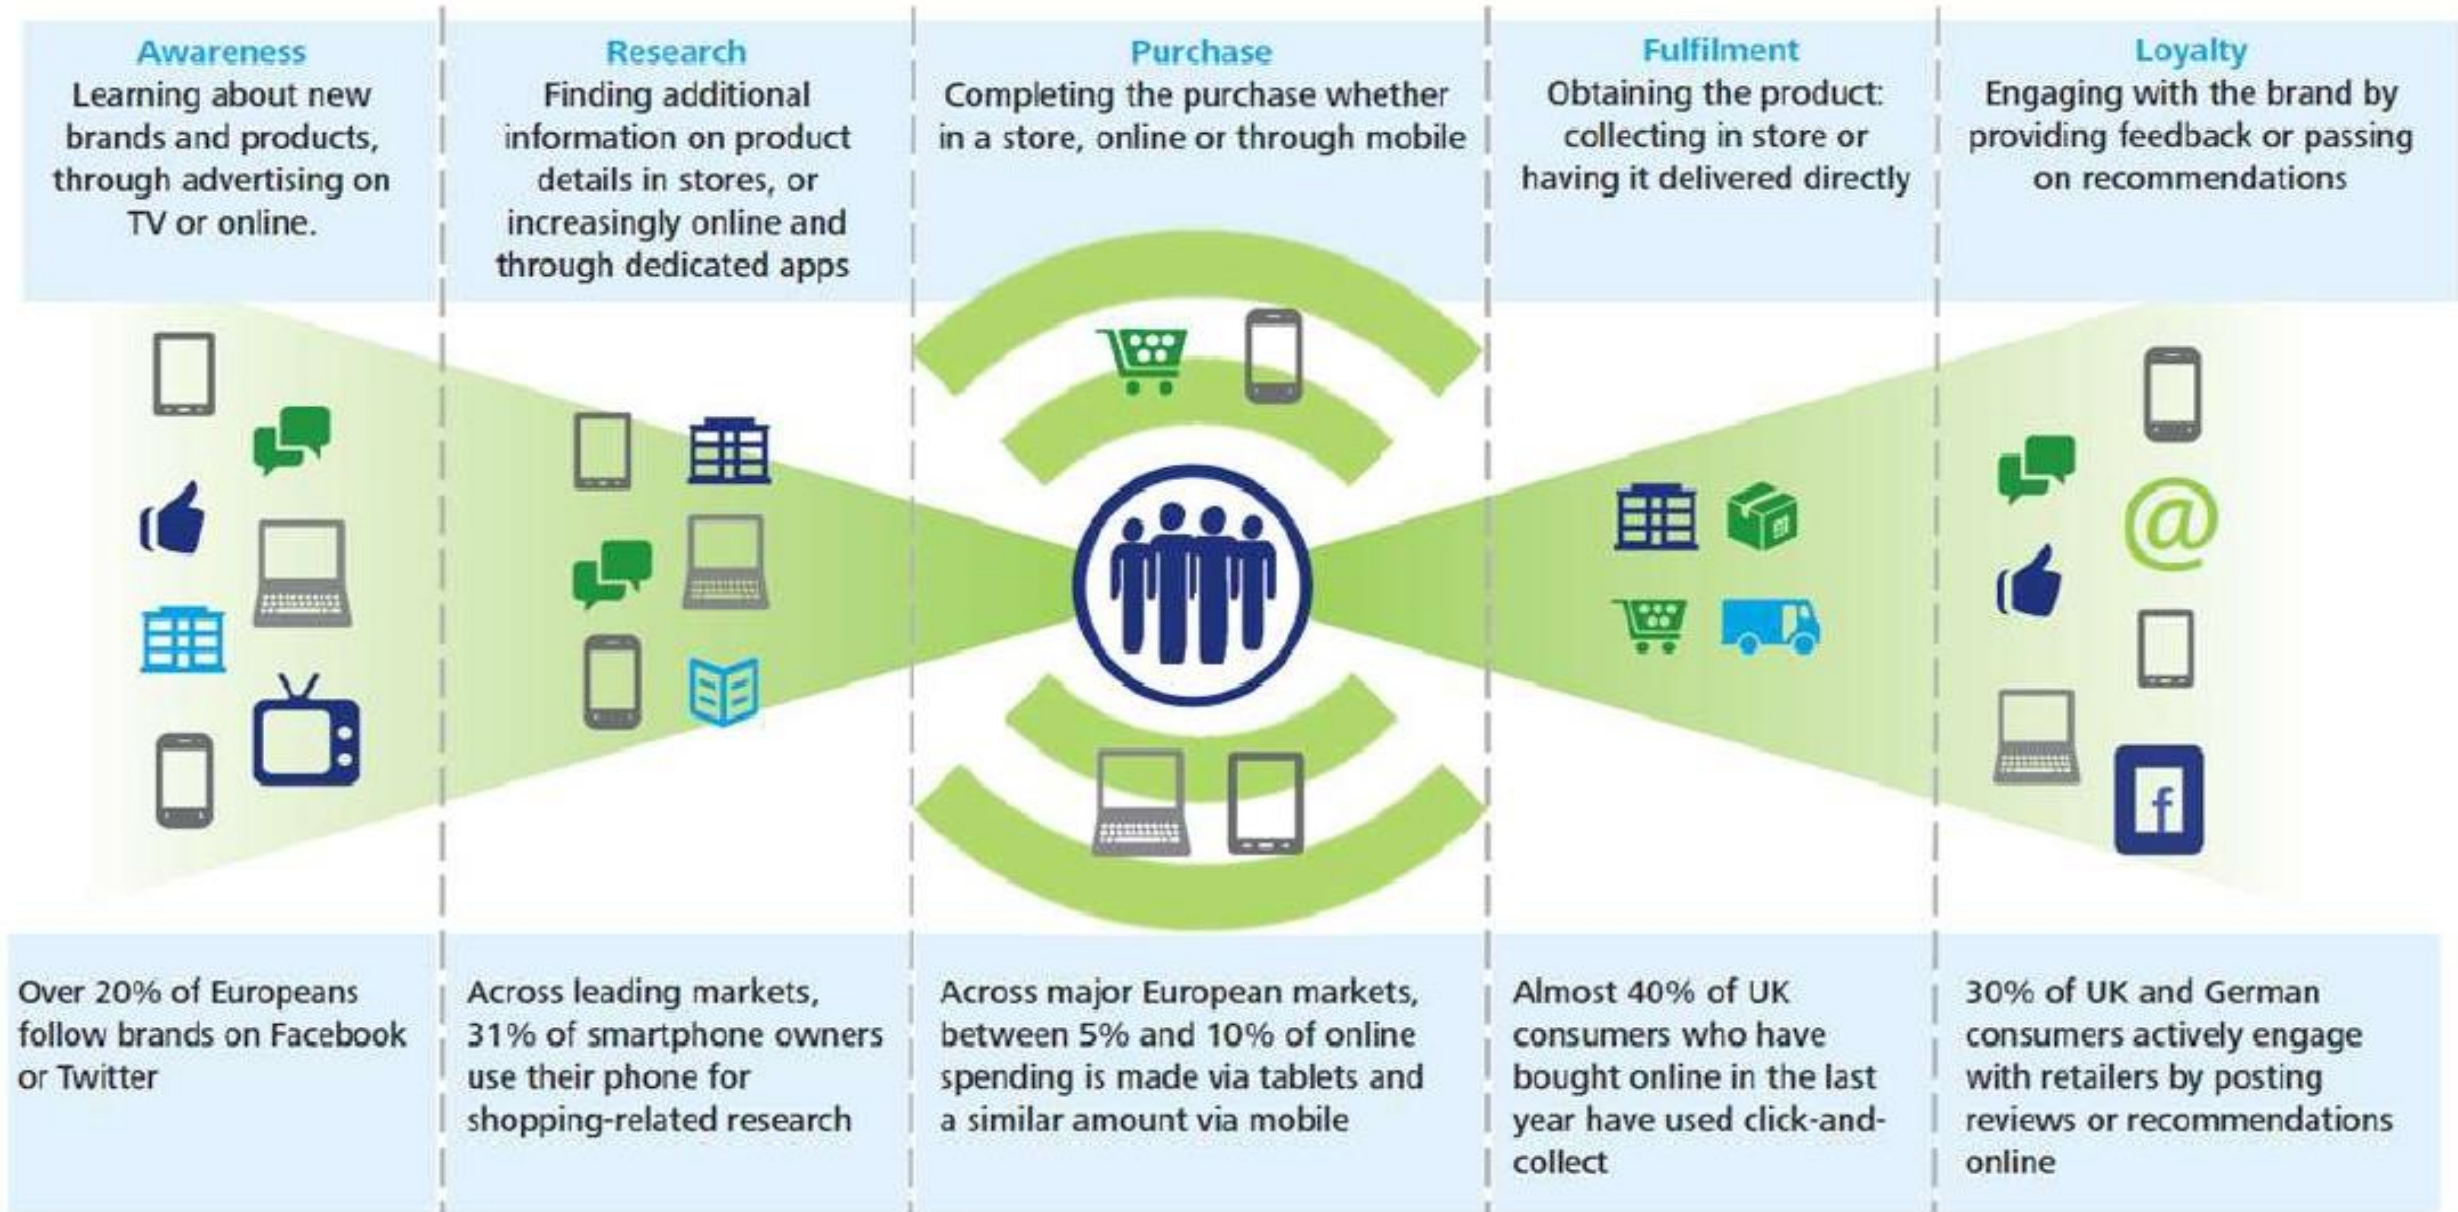 Awareness
Learning about new
brands and products,
through advertising on
TV or online.
Research
Finding additional
information on product
details in stores, or
increasingly online and
through dedicated apps
Purchase
Completing the purchase whether
in a store, online or through mobile
Fulfilment
Obtaining the product:
collecting in store or
having it delivered directly
Loyalty
Engaging with the brand by
providing feedback or passing
on recommendations
@
f
Over 20% of Europeans
follow brands on Facebook
or Twitter
Across leading markets,
31% of smartphone owners
use their phone for
shopping-related research
Across major European markets,
between 5% and 10% of online
spending is made via tablets and
a similar amount via mobile
Almost 40% of UK
consumers who have
bought online in the last
year have used click-and-
collect
30% of UK and German
consumers actively engage
with retailers by posting
reviews or recommendations
online